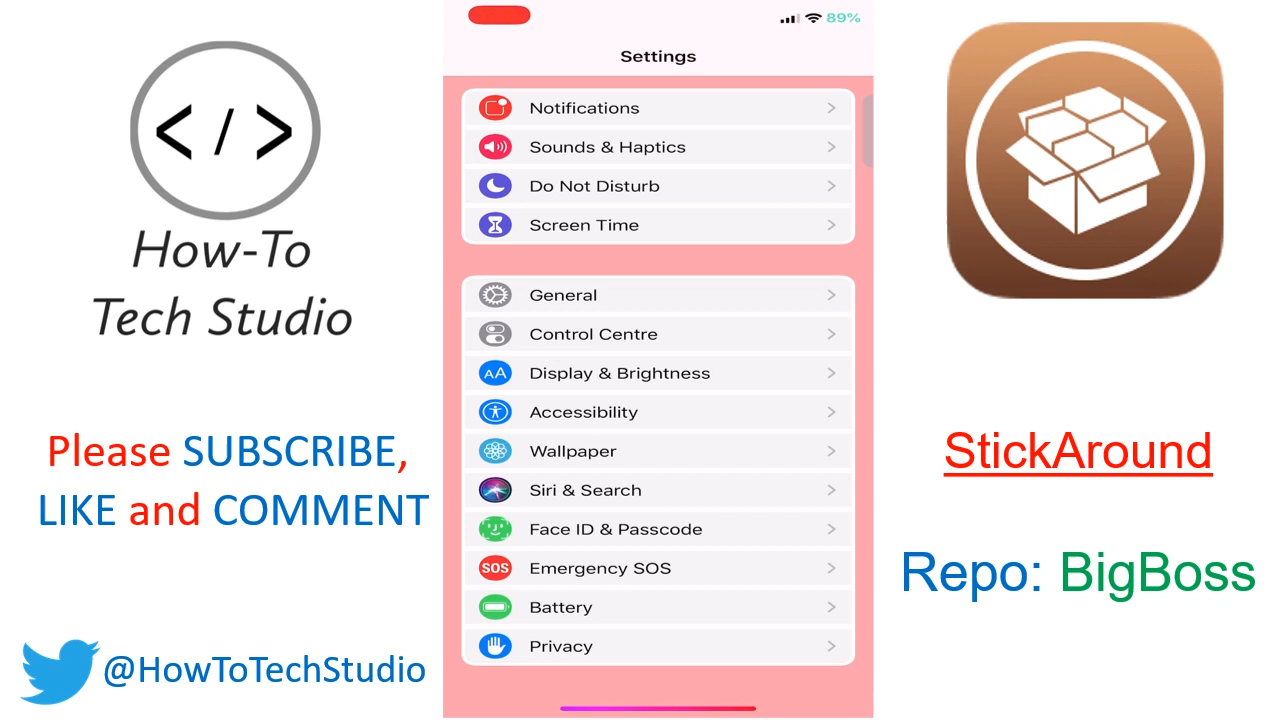 < / >
How-To
Tech Studio
Please SUBSCRIBE,
LIKE and COMMENT
@HowToTechStudio
89%
Settings
Notifications
Sounds & Haptics
Do Not Disturb
Screen Time
General
Control Centre
AA Display & Brightness
Accessibility
Wallpaper
Siri & Search
Face ID & Passcode
SOS Emergency SOS
Battery
Privacy
StickAround
Repo: BigBoss